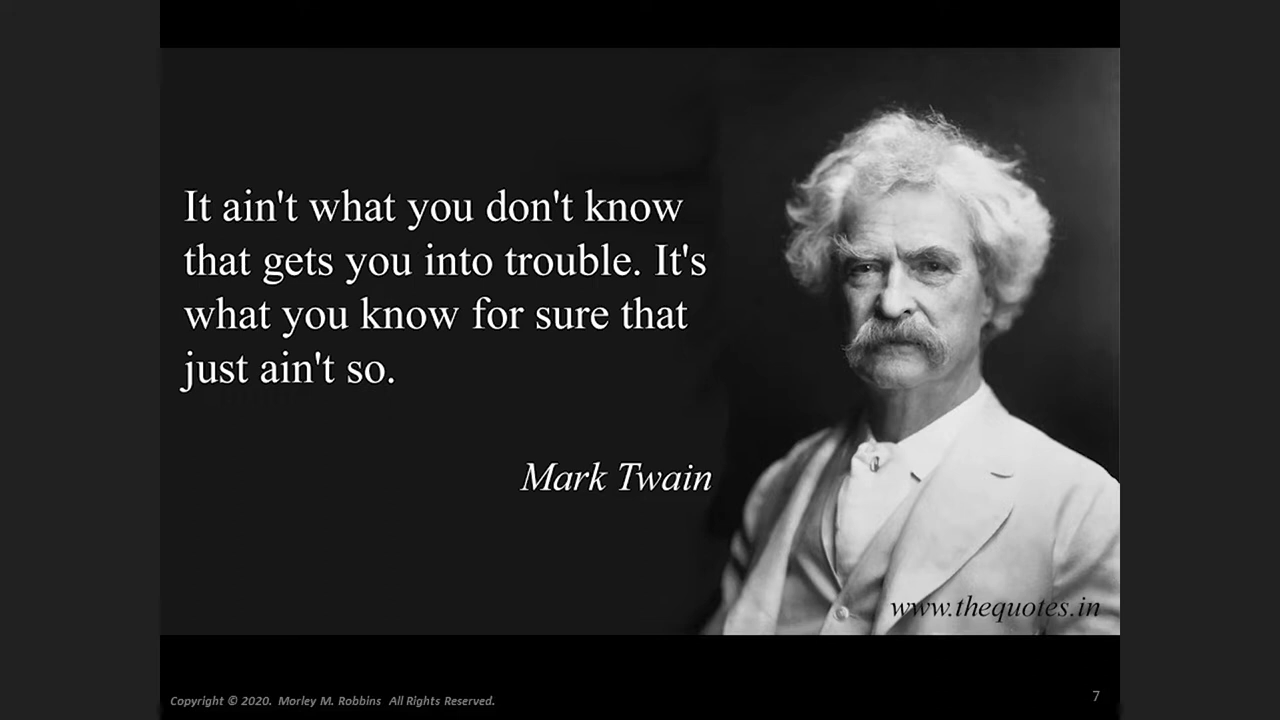 It ain't what you don't know
that gets you into trouble. It's
what you know for sure that
just ain't so.
Mark Twain
www.thequotes.in
Copyright © 2020. Morley M. Robbins All Rights Reserved.
7